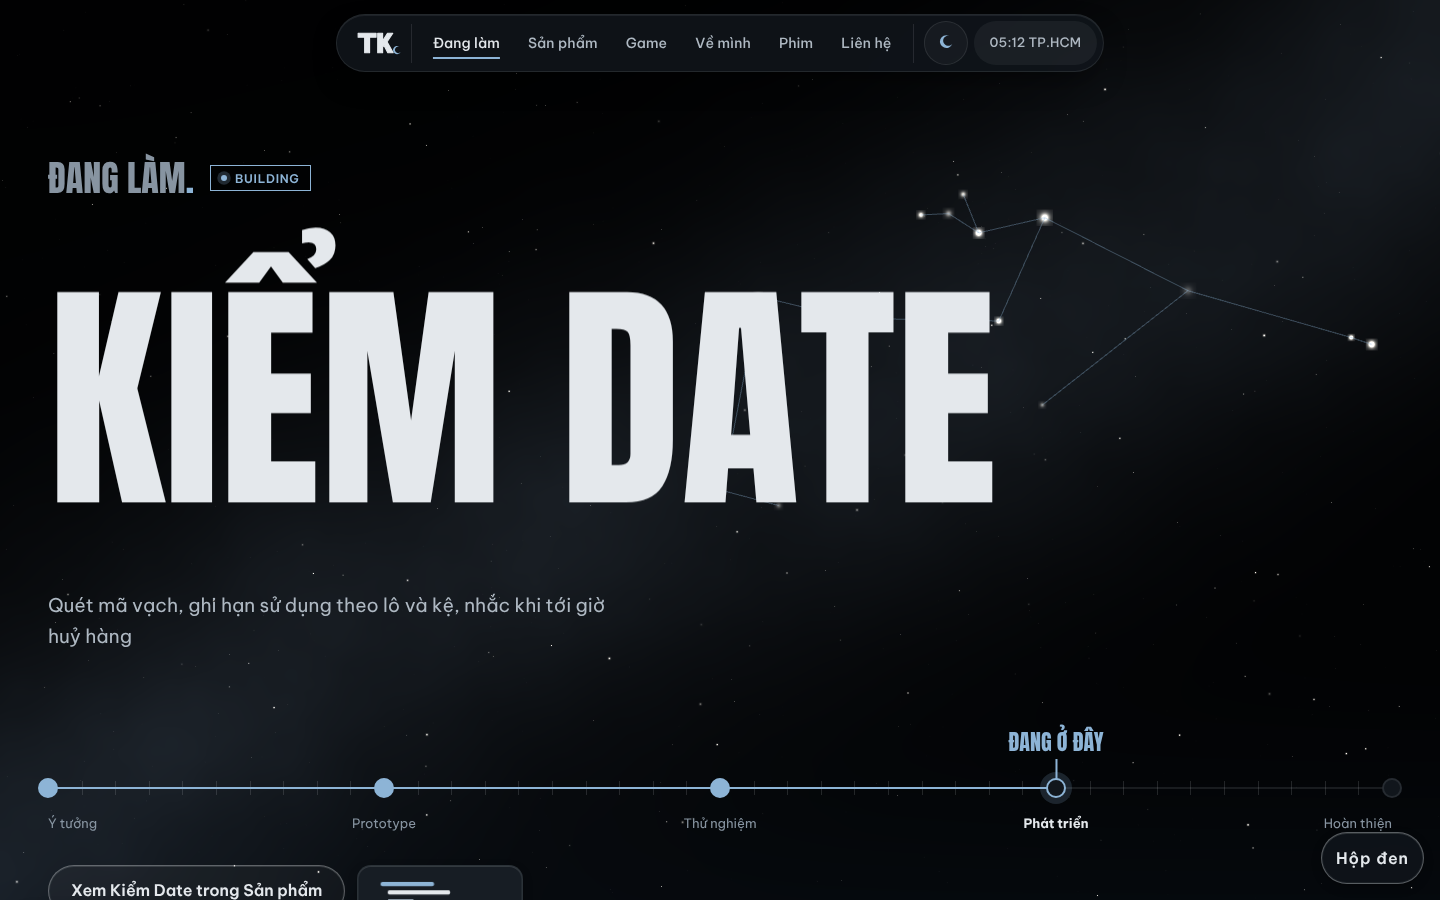 TK
Đang làm
Sản phẩm
Game
Về mình
Phim
Liên hệ
05:12 TP.HCM
ĐANG LÀM.
BUILDING
KIỂM DATE
Quét mã vạch, ghi hạn sử dụng theo lô và kệ, nhắc khi tới giờ
huỷ hàng
ĐANG Ở ĐÂY
Ý tưởng
Prototype
Thử nghiệm
Phát triển
Hoàn thiện
Hộp đen
Xem Kiểm Date trong Sản phẩm